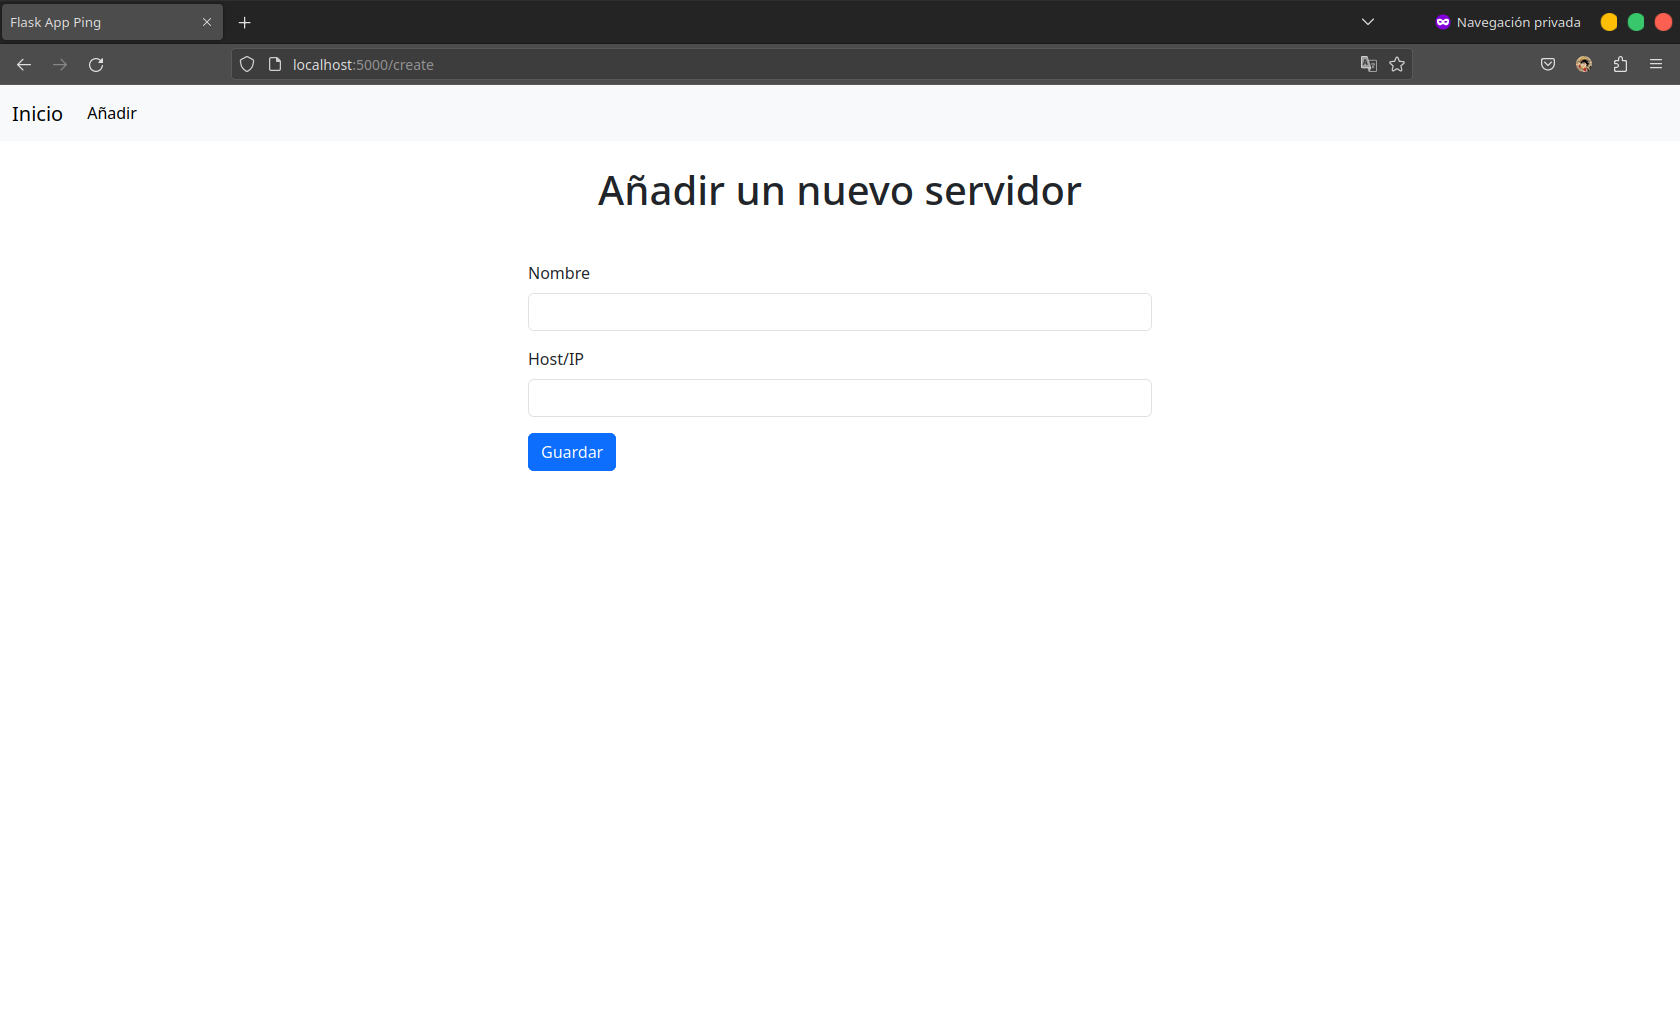 Flask App Ping
Navegación privada
localhost:5000/create
Inicio Añadir
Añadir un nuevo servidor
Nombre
Host/IP
Guardar